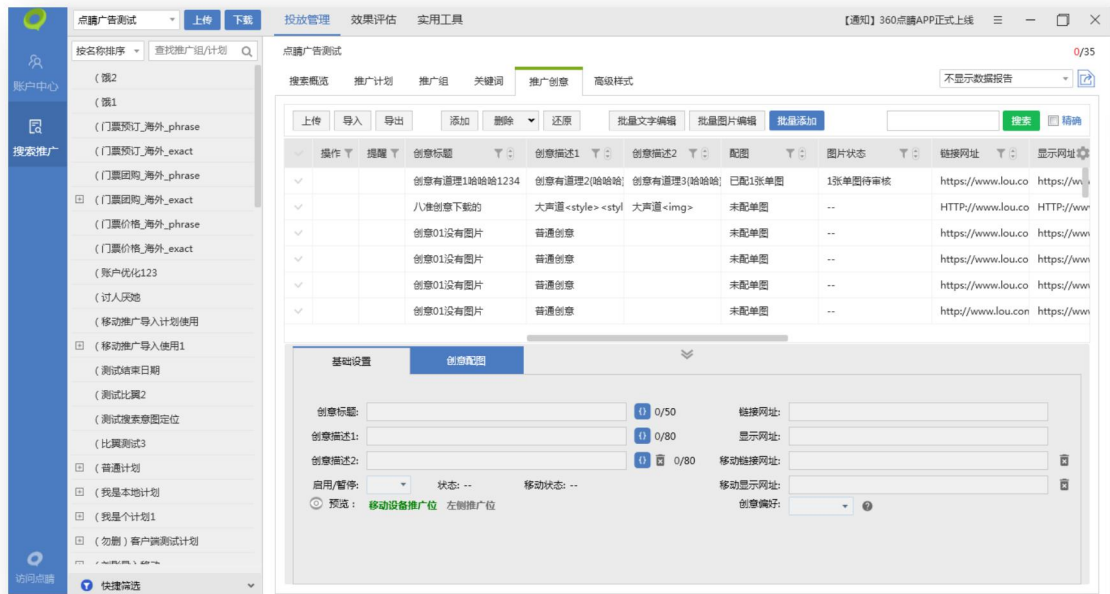 点睛广告测试 上传 下载 投放管理 效果评估 实用工具 【通知】360点睛APP正式上线
按名称排序 查找推广组/计划 点睛广告测试 0/35
账户中心
搜索推广
访问点睛
(饿2
(饿1
(门票预订_海外_phrase
(门票预订_海外_exact
(门票团购_海外_phrase
(门票团购_海外_exact
(门票价格_海外_phrase
(门票价格_海外_exact
(账户优化123
(讨人厌她
(移动推广导入计划使用
(移动推广导入使用1
(测试结束日期
(测试比翼2
(测试搜索意图定位
(比翼测试3
(普通计划
(我是本地计划
(我是个计划1
(勿删)客户端测试计划
快捷筛选
搜索概览 推广计划 推广组 关键词 推广创意 高级样式 不显示数据报告
上传 导入 导出 添加 删除 还原 批量文字编辑 批量图片编辑 批量添加 搜索 精确
操作 提醒 创意标题 创意描述1 创意描述2 配图 图片状态 链接网址 显示网址
创意有道理1哈哈哈1234 创意有道理2{哈哈哈} 创意有道理3{哈哈哈} 已配1张单图 1张单图待审核 https://www.lou.co https://ww
八准创意下载的 大声道<style><styl 大声道<img> 未配单图 -- HTTP://www.lou.co HTTP://ww
创意01没有图片 普通创意 未配单图 -- https://www.lou.co https://ww
创意01没有图片 普通创意 未配单图 -- https://www.lou.co https://ww
创意01没有图片 普通创意 未配单图 -- https://www.lou.co https://ww
创意01没有图片 普通创意 未配单图 -- http://www.lou.con https://ww
基础设置 创意配图
创意标题: {} 0/50 链接网址:
创意描述1: {} 0/80 显示网址:
创意描述2: {} 0/80 移动链接网址:
启用/暂停: 状态: -- 移动状态: -- 移动显示网址:
预览: 移动设备推广位 左侧推广位 创意偏好: